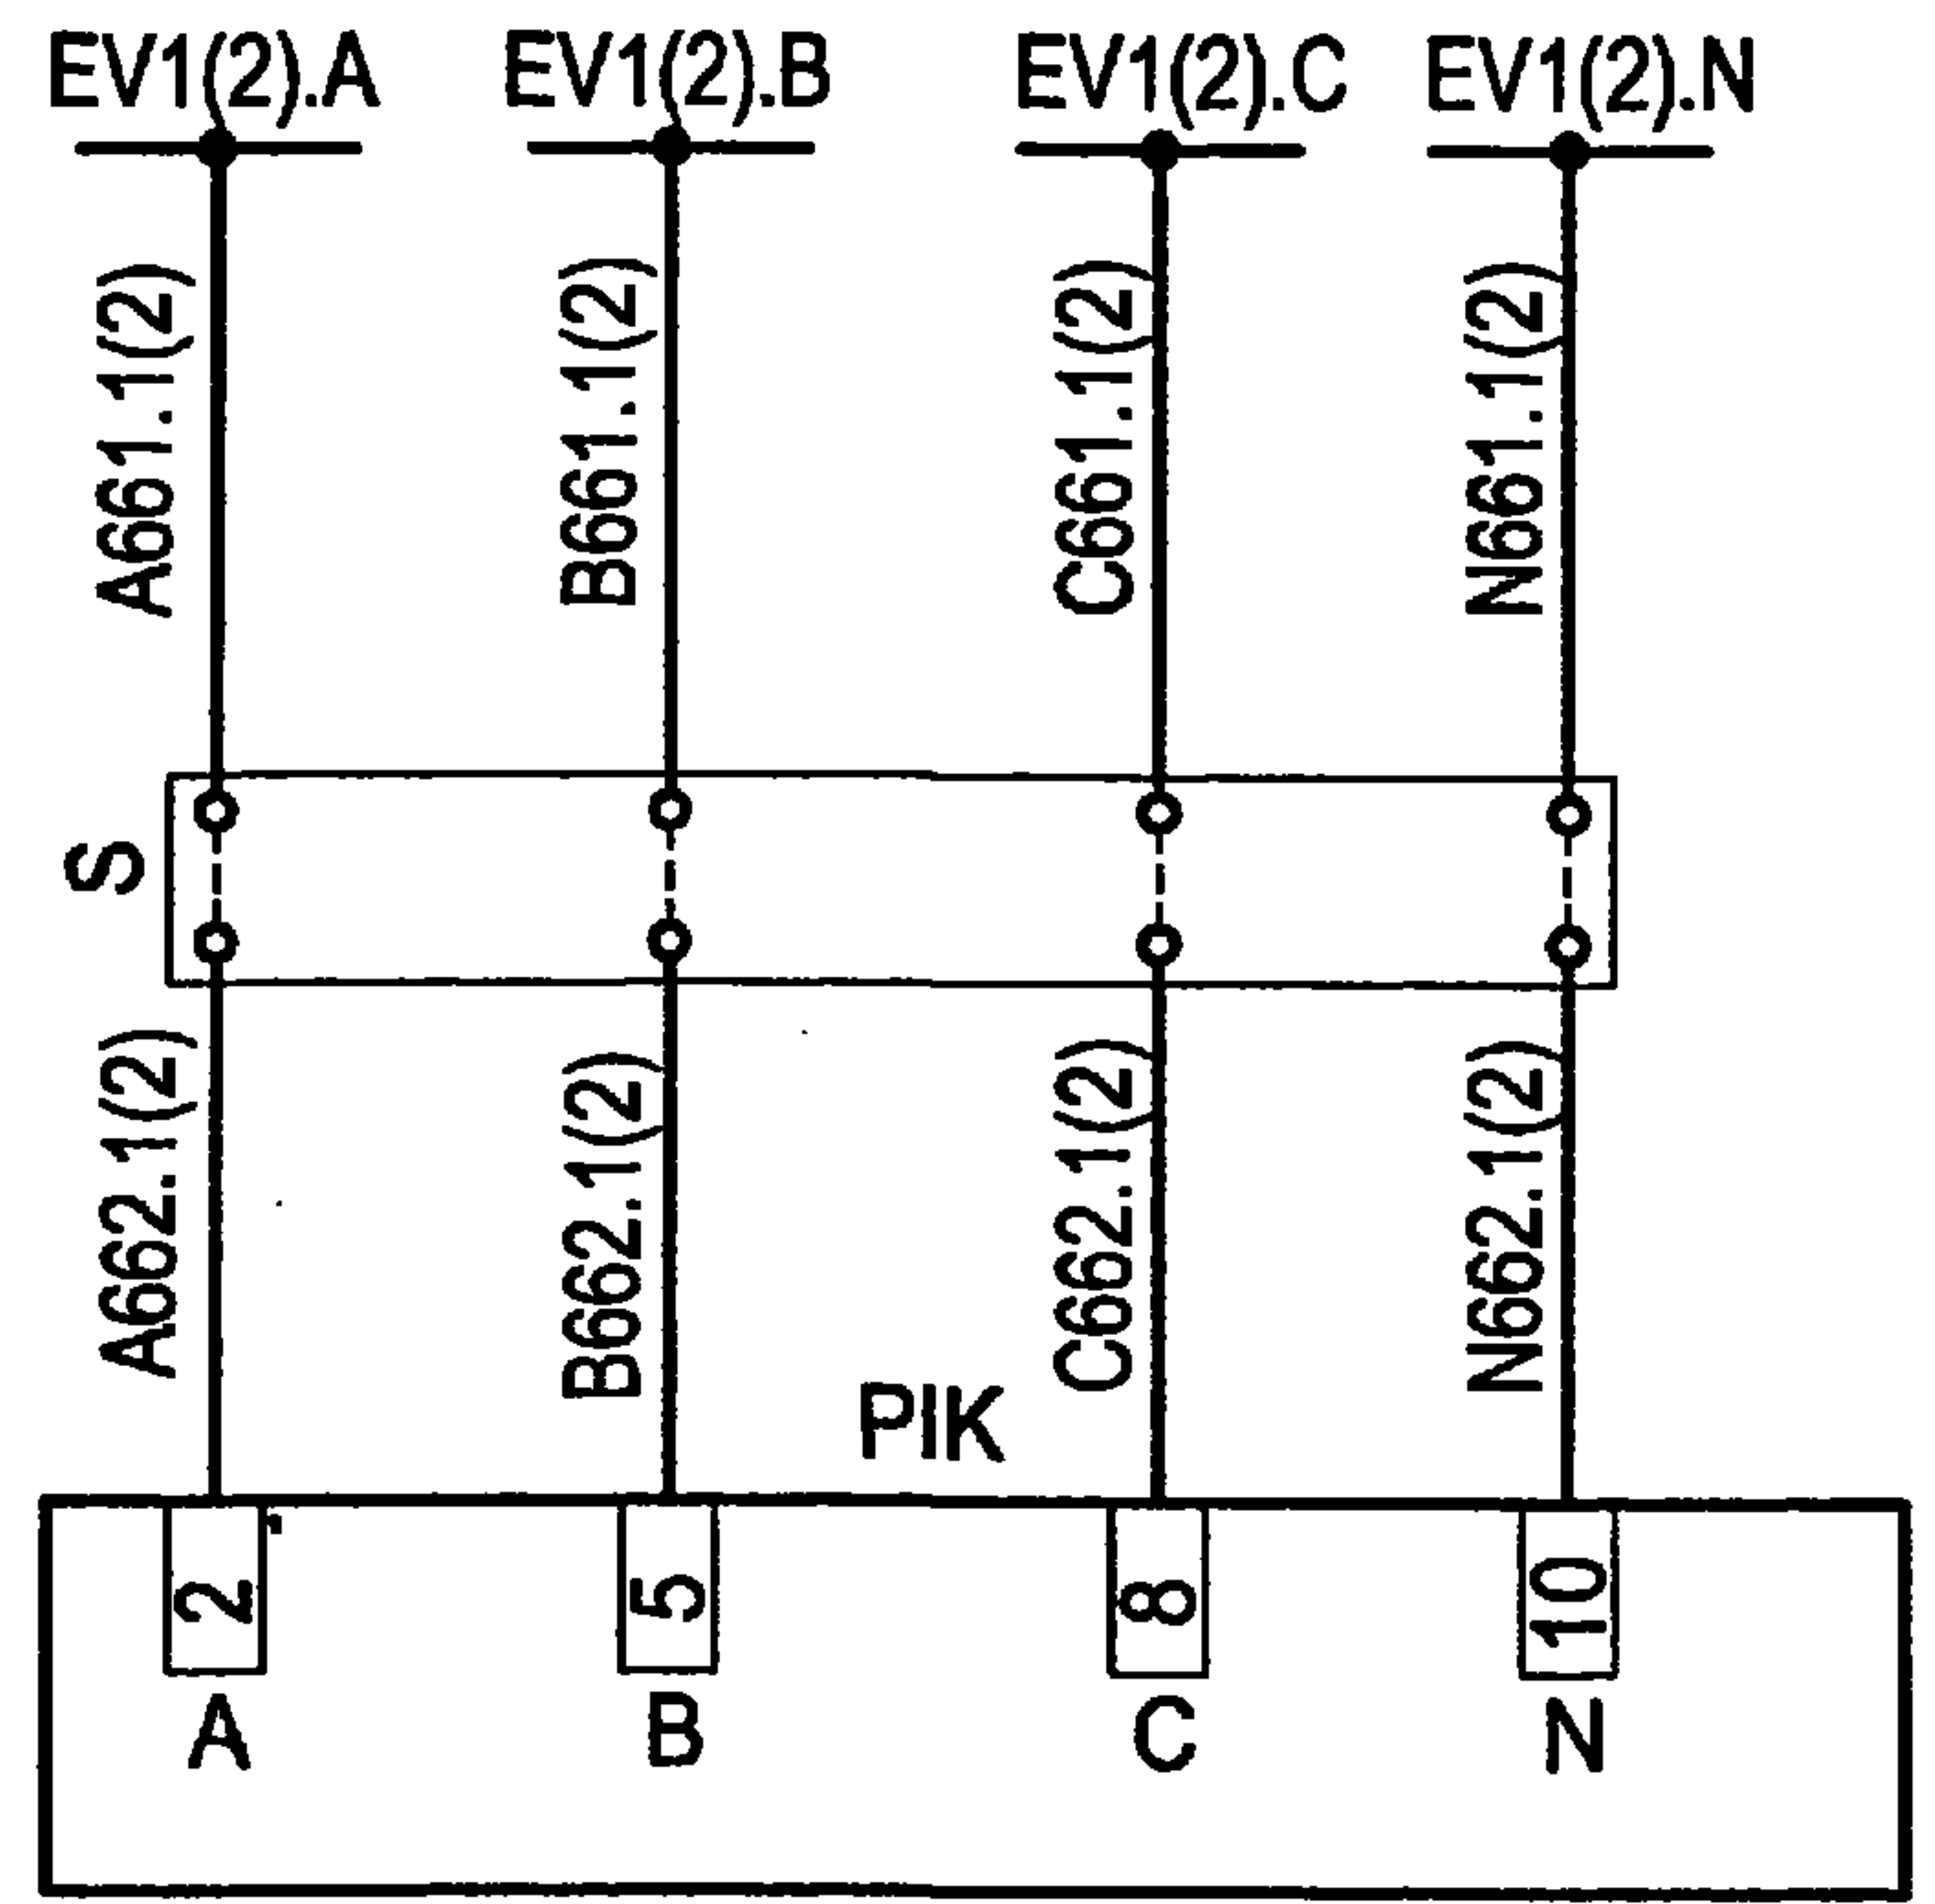 EV1(2).A EV1(2).B EV1(2).C EV1(2).N
A661.1(2) B661.1(2) C661.1(2) N661.1(2)
S
A662.1(2) B662.1(2) C662.1(2) N662.1(2)
PIK
2 5 8 10
A B C N